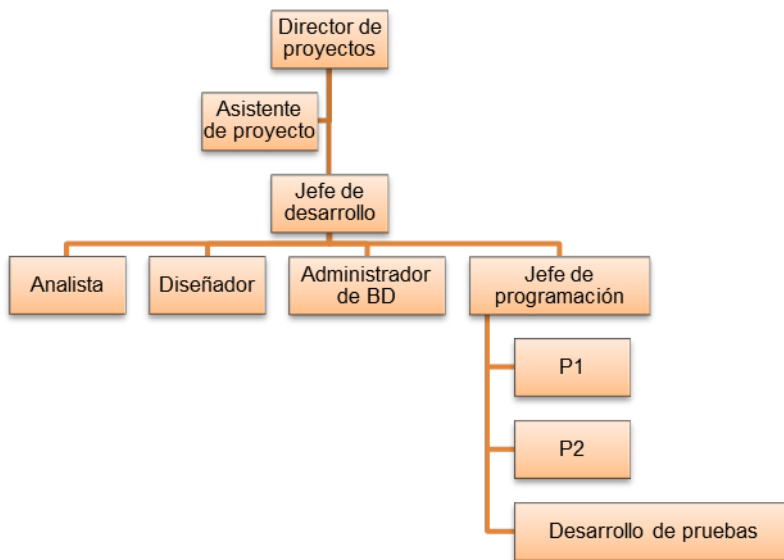 Director de
proyectos
Asistente
de proyecto
Jefe de
desarrollo
Analista
Diseñador
Administrador
de BD
Jefe de
programación
P1
P2
Desarrollo de pruebas